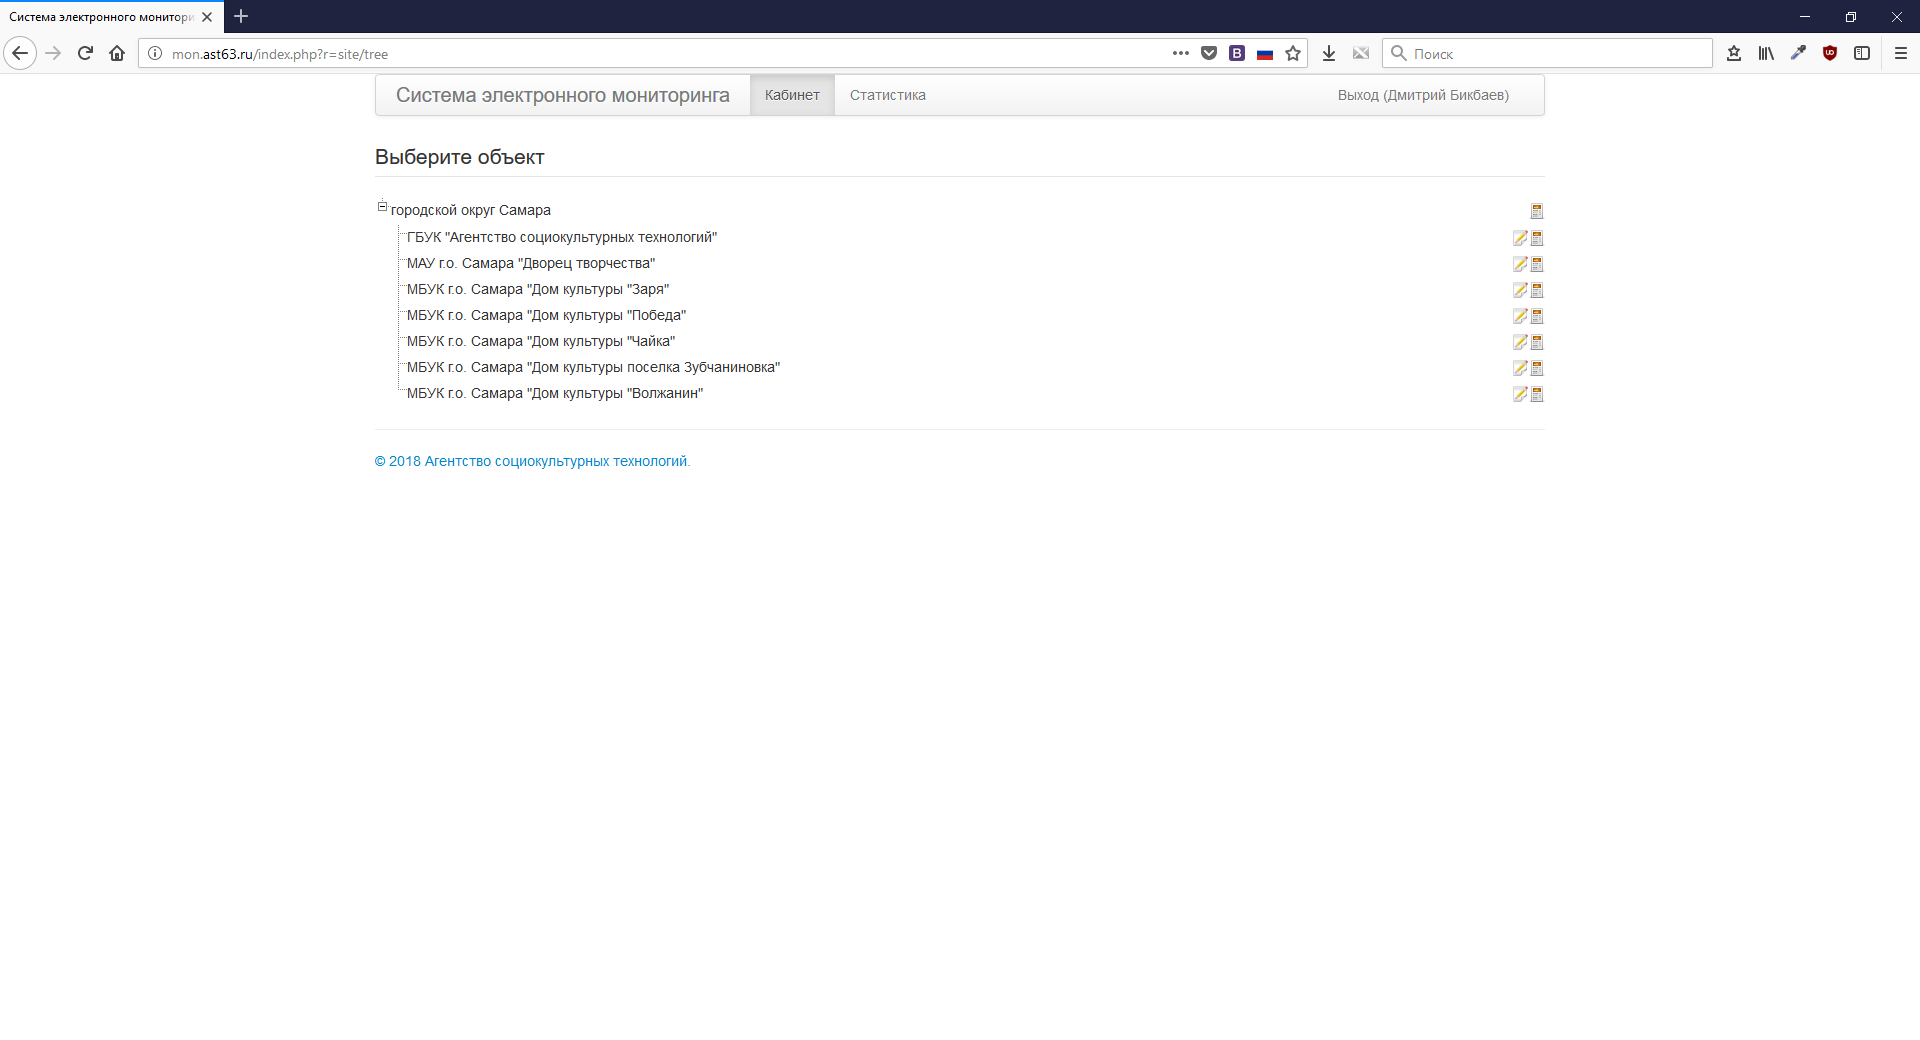 Система электронного монитори
mon.ast63.ru/index.php?r=site/tree
Поиск
Система электронного мониторинга Кабинет Статистика Выход (Дмитрий Бикбаев)
Выберите объект
городской округ Самара
ГБУК "Агентство социокультурных технологий"
МАУ г.о. Самара "Дворец творчества"
МБУК г.о. Самара "Дом культуры "Заря"
МБУК г.о. Самара "Дом культуры "Победа"
МБУК г.о. Самара "Дом культуры "Чайка"
МБУК г.о. Самара "Дом культуры поселка Зубчаниновка"
МБУК г.о. Самара "Дом культуры "Волжанин"
© 2018 Агентство социокультурных технологий.